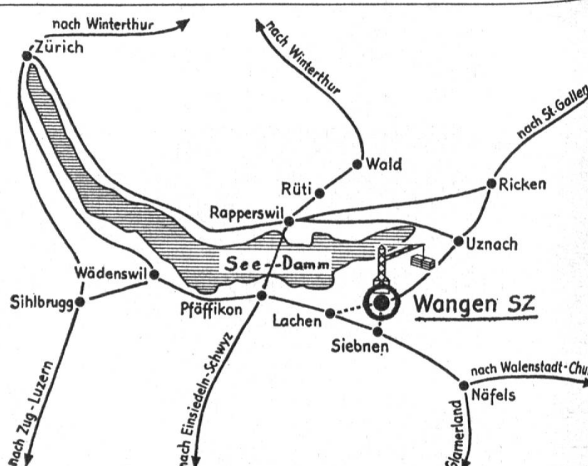 nach Winterthur
Zürich
nach Winterthur
nach St.Gallen
Wald
Rüti
Ricken
Rapperswil
Uznach
See-Damm
Wädenswil
Sihlbrugg
Pfäffikon
Lachen
Wangen SZ
Siebnen
nach Walenstadt-Chu
Näfels
nach Zug-Luzern
nach Einsiedeln-Schwyz
Glarnerland